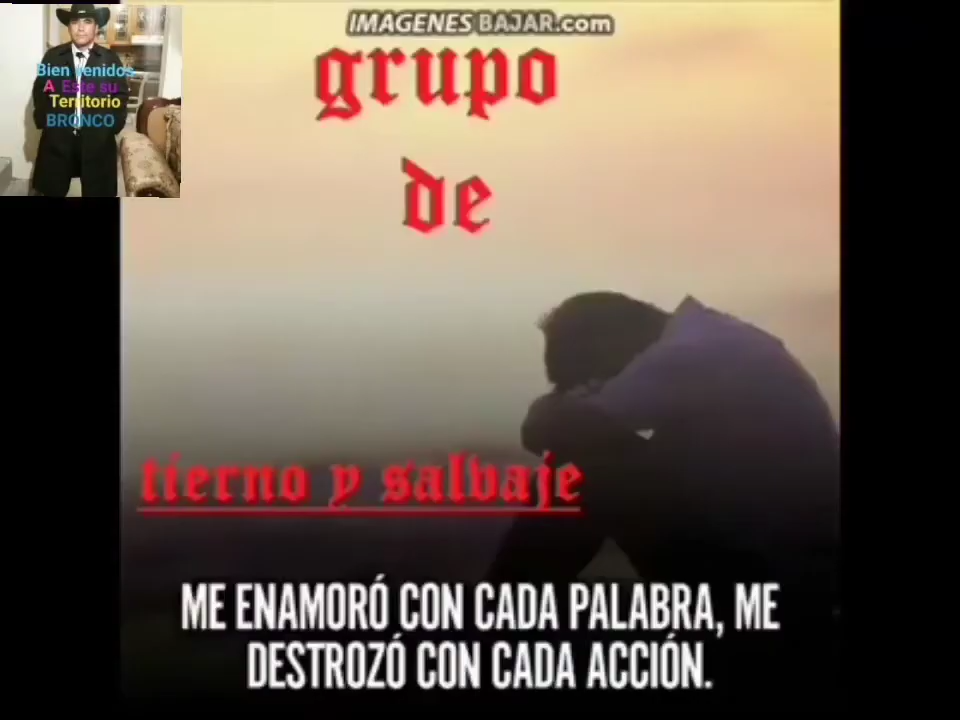 IMAGENES BAJAR.com
Bien venidos
A Este su
Territorio
BRONCO
grupo
de
tierno y salvaje
ME ENAMORÓ CON CADA PALABRA, ME
DESTROZÓ CON CADA ACCIÓN.